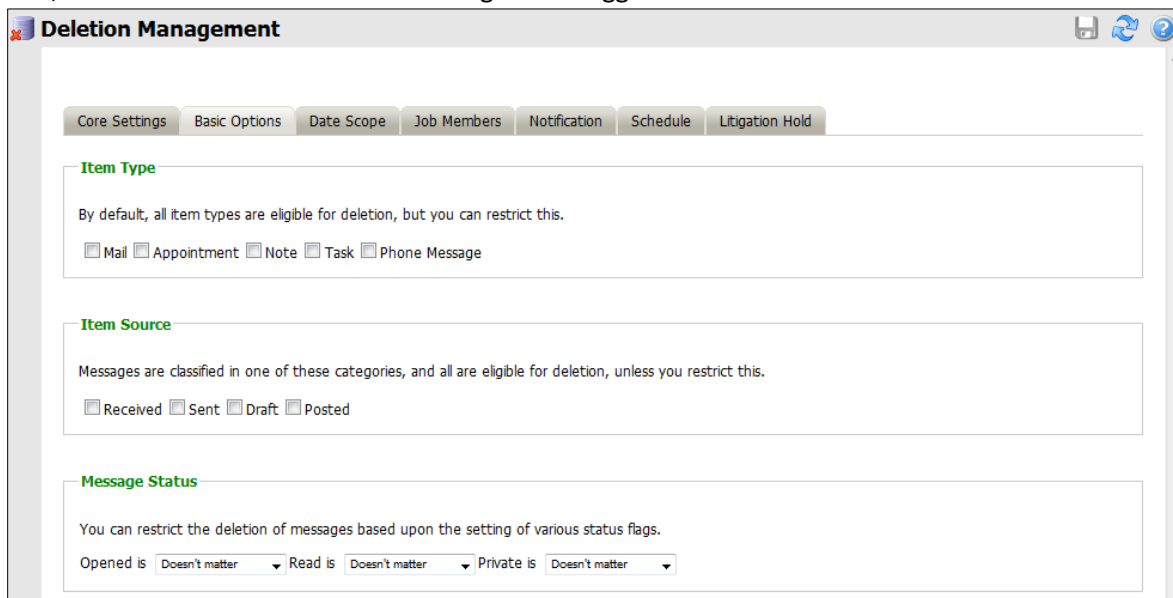 Deletion Management
Core Settings Basic Options Date Scope Job Members Notification Schedule Litigation Hold
Item Type
By default, all item types are eligible for deletion, but you can restrict this.
Mail Appointment Note Task Phone Message
Item Source
Messages are classified in one of these categories, and all are eligible for deletion, unless you restrict this.
Received Sent Draft Posted
Message Status
You can restrict the deletion of messages based upon the setting of various status flags.
Opened is Doesn't matter Read is Doesn't matter Private is Doesn't matter